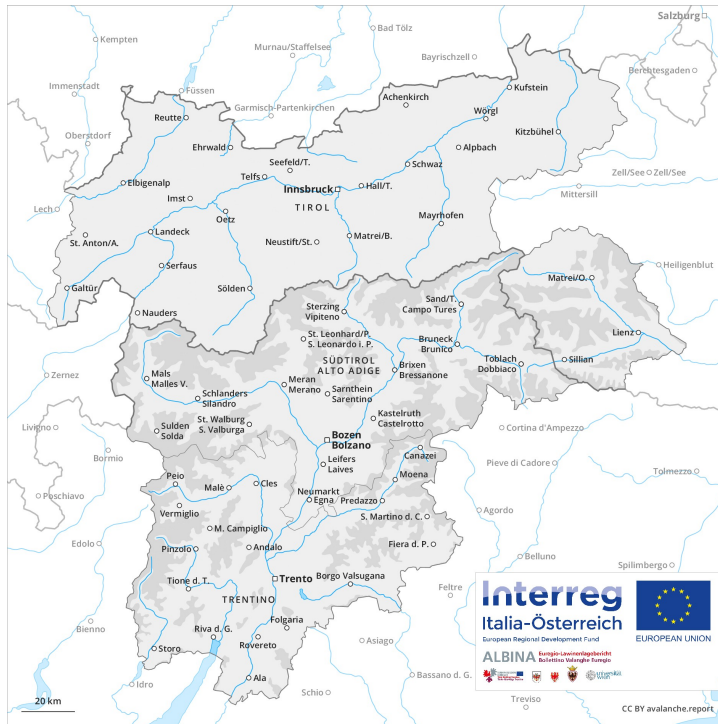 Salzburg
Kempten
Bad Tölz
Murnau/Staffelsee
Bayrischzell
Berchtesgaden
Immenstadt
Füssen
Kufstein
Achenkirch
Garmisch-Partenkirchen
Reutte
Wörgl
Oberstdorf
Kitzbühel
Ehrwald
Alpbach
Seefeld/T.
Schwaz
Telfs
Zell/See
Zell/See
Elbigenalp
Innsbruck
Hall/T.
Mittersill
Imst
TIROL
Lech
Oetz
Mayrhofen
Landeck
Matrei/B.
St. Anton/A.
Neustift/St.
Serfaus
Heiligenblut
Matrei/O.
Galtür
Sölden
Sand/T.
Campo Tures
Nauders
Sterzing
Vipiteno
Lienz
St. Leonhard/P.
S. Leonardo i. P.
Bruneck
Brunico
SÜDTIROL
ALTO ADIGE
Toblach
Dobbiaco
Sillian
Brixen
Bressanone
Zernez
Mals
Malles V.
Meran
Merano
Sarnthein
Sarentino
Schlanders
Silandro
Kastelruth
Castelrotto
St. Walburg
S. Valburga
Livigno
Sulden
Solda
Cortina d'Ampezzo
Bozen
Bolzano
Bormio
Canazei
Leifers
Laives
Pieve di Cadore
Tolmezzo
Peio
Moena
Cles
Malè
Neumarkt
Egna
Predazzo
Poschiavo
Vermiglio
Agordo
S. Martino d. C.
M. Campiglio
Edolo
Fiera d. P.
Pinzolo
Andalo
Belluno
Spilimbergo
Tione d. T.
Trento
Borgo Valsugana
Feltre
TRENTINO
Folgaria
Bienno
Riva d. G.
Rovereto
Asiago
Storo
Ala
Idro
Schio
Bassano d. G.
Treviso
Interreg
Italia-Österreich
European Regional Development Fund
EUROPEAN UNION
ALBINA
Euregio-Lawinenlagebericht
Bollettino Valanghe Euregio
universität
wien
20 km
CC BY avalanche.report